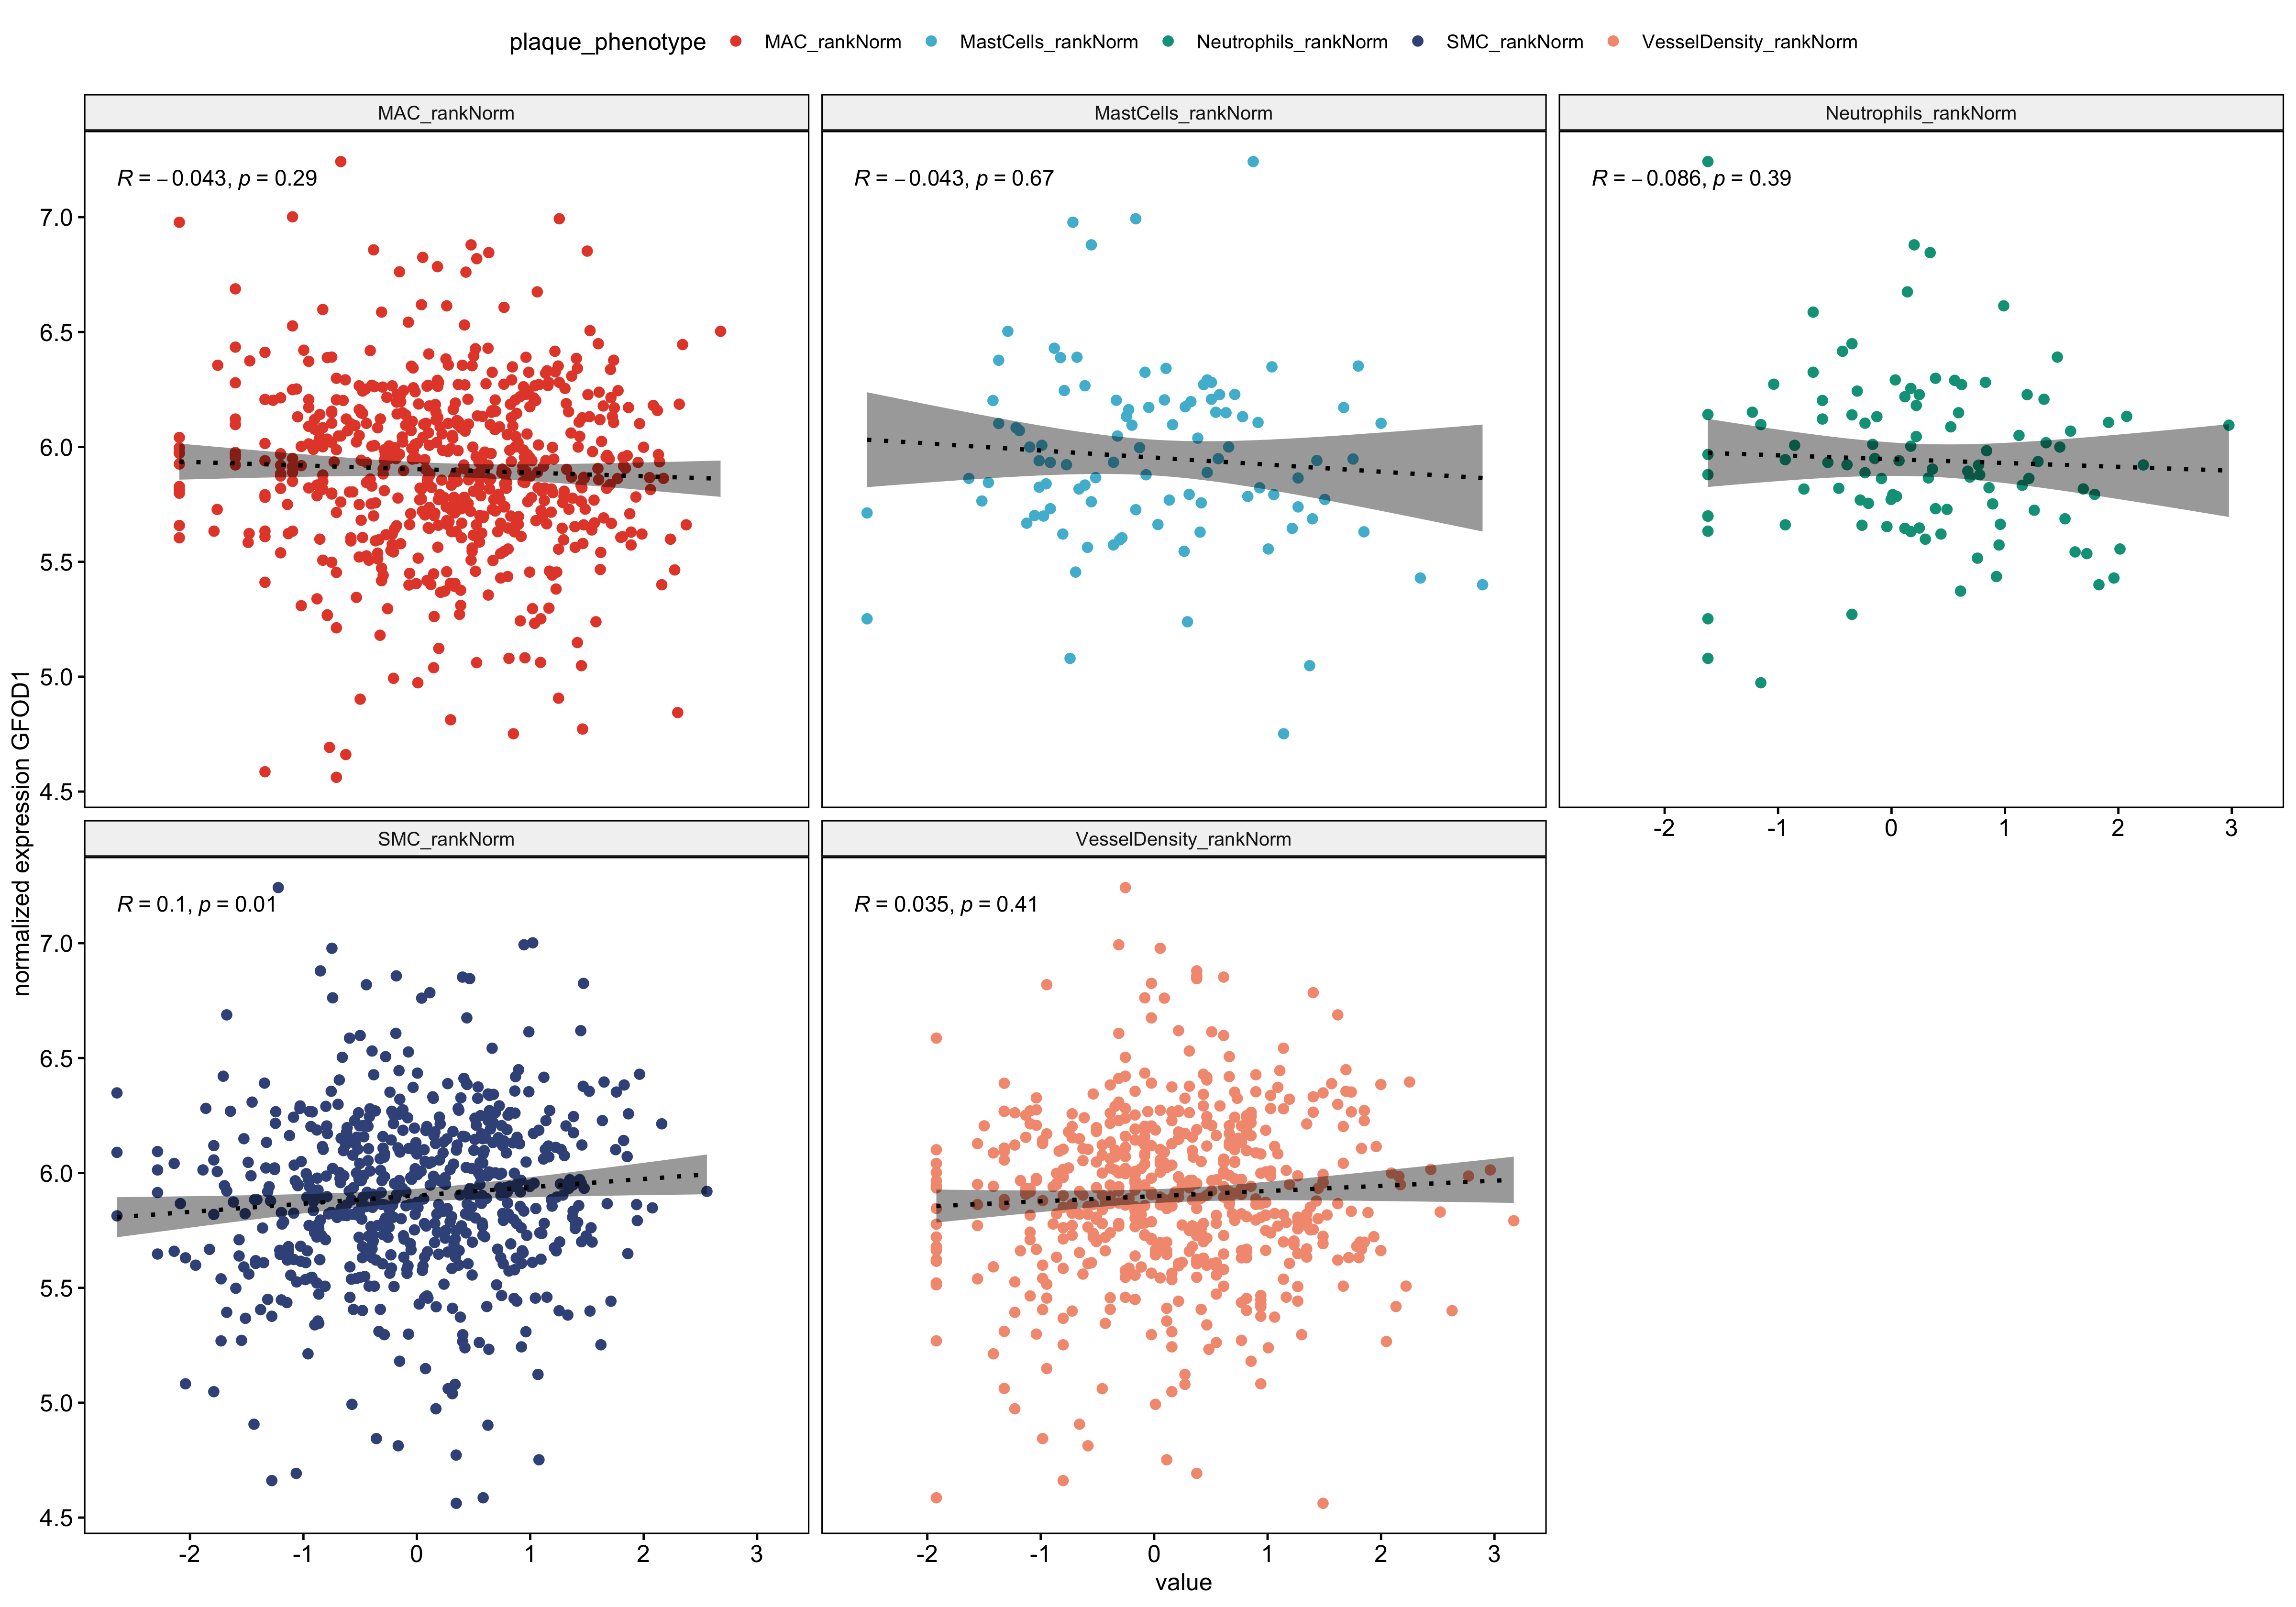 plaque_phenotype MAC_rankNorm MastCells_rankNorm Neutrophils_rankNorm SMC_rankNorm VesselDensity_rankNorm
MAC_rankNorm
MastCells_rankNorm
Neutrophils_rankNorm
R = −0.043, p = 0.29
R = −0.043, p = 0.67
R = −0.086, p = 0.39
7.0
6.5
6.0
5.5
5.0
4.5
-2 -1 0 1 2 3
normalized expression GFOD1
SMC_rankNorm
VesselDensity_rankNorm
R = 0.1, p = 0.01
R = 0.035, p = 0.41
7.0
6.5
6.0
5.5
5.0
4.5
-2 -1 0 1 2 3
-2 -1 0 1 2 3
value